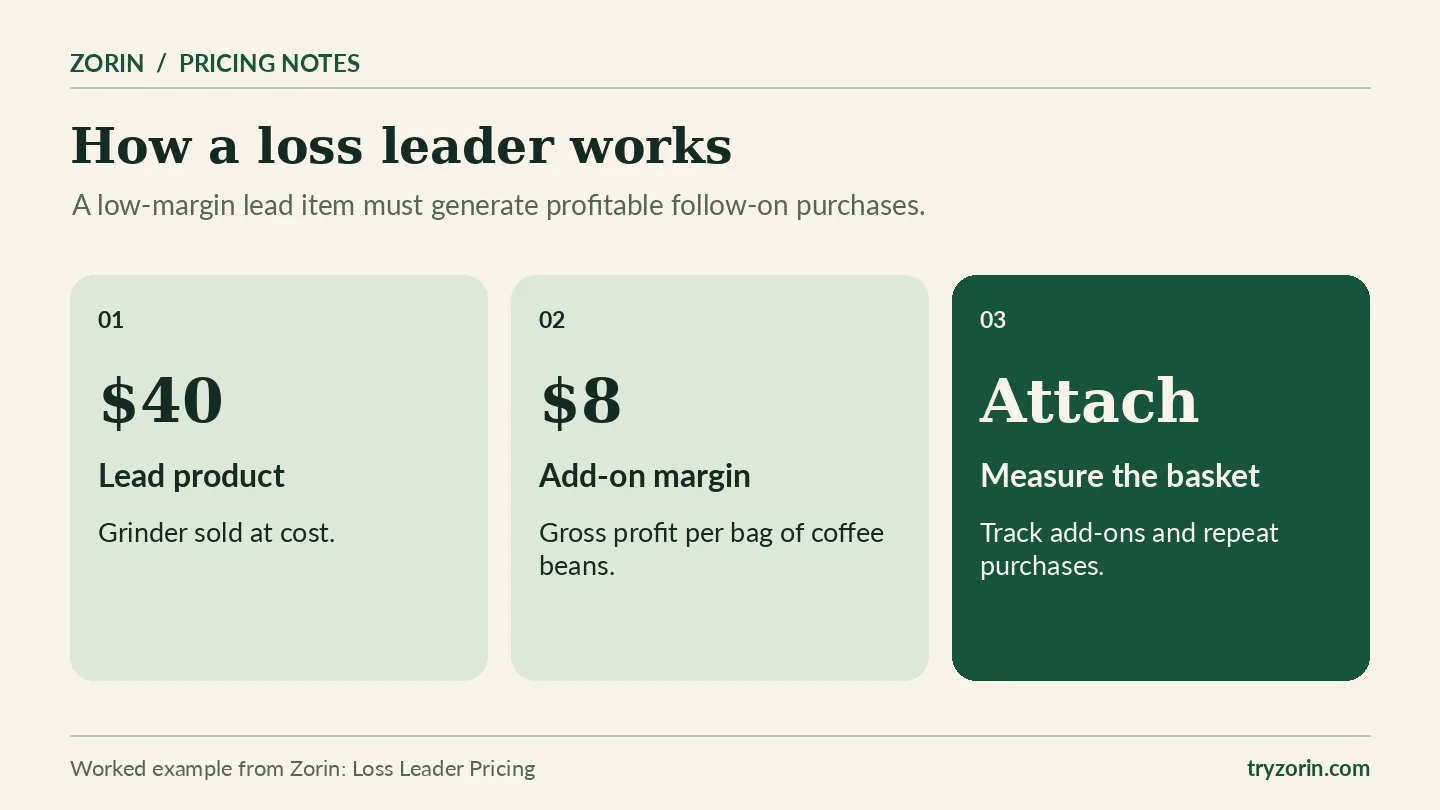 ZORIN / PRICING NOTES
How a loss leader works
A low-margin lead item must generate profitable follow-on purchases.
01
$40
Lead product
Grinder sold at cost.
02
$8
Add-on margin
Gross profit per bag of coffee
beans.
03
Attach
Measure the basket
Track add-ons and repeat
purchases.
Worked example from Zorin: Loss Leader Pricing
tryzorin.com